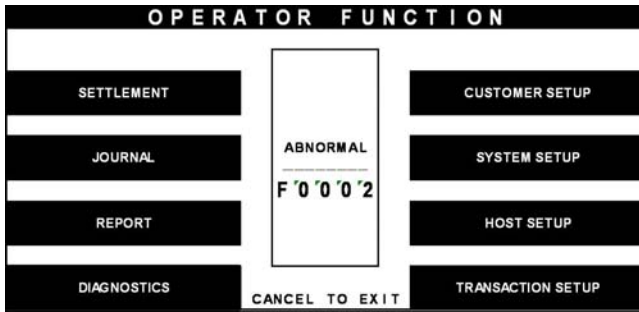 OPERATOR FUNCTION
SETTLEMENT
CUSTOMER SETUP
JOURNAL
ABNORMAL
SYSTEM SETUP
F 0 0 0 2
REPORT
HOST SETUP
DIAGNOSTICS
CANCEL TO EXIT
TRANSACTION SETUP